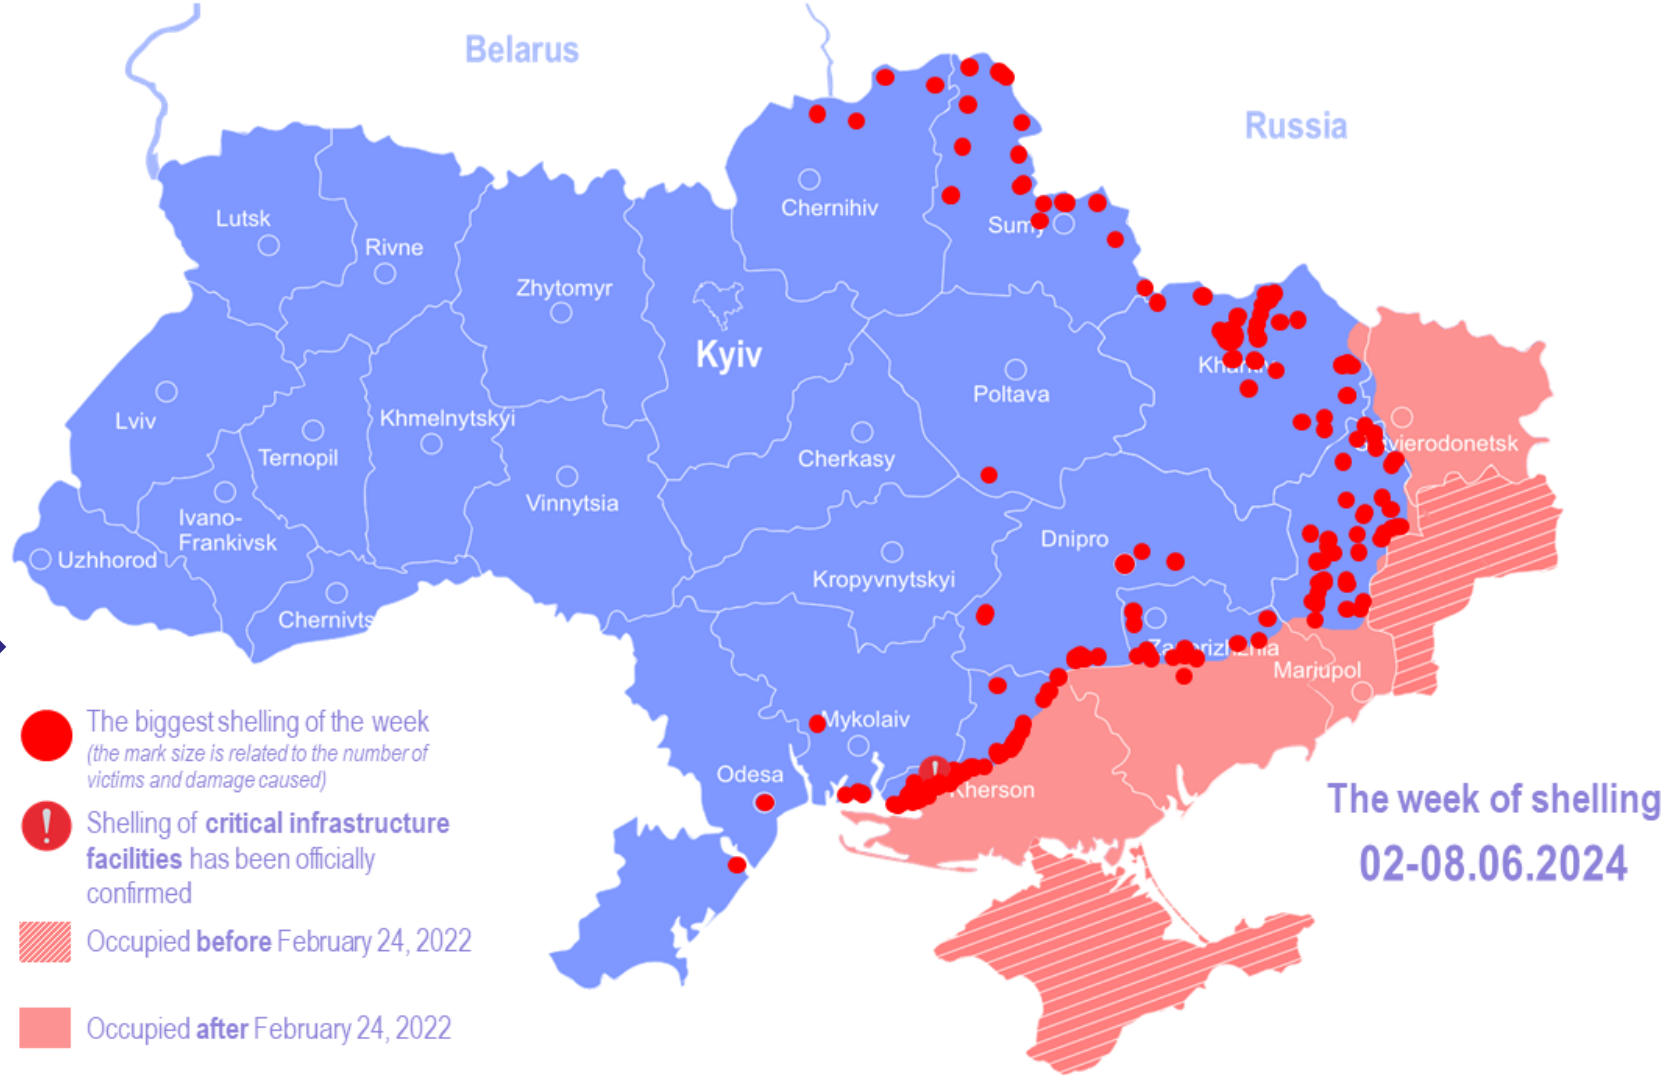 Belarus
Russia
Chernihiv
Lutsk
Sumy
Rivne
Zhytomyr
Kyiv
Poltava
Lviv
Khmelnytskyi
Ternopil
Cherkasy
Vinnytsia
Ivano-
Frankivsk
Uzhhorod
Dnipro
Kropyvnytskyi
Chernivts
Mariupol
Mykolaiv
Odesa
Kherson
The biggest shelling of the week
(the mark size is related to the number of
victims and damage caused)
!
Shelling of critical infrastructure
facilities has been officially
confirmed
Occupied before February 24, 2022
Occupied after February 24, 2022
The week of shelling
02-08.06.2024